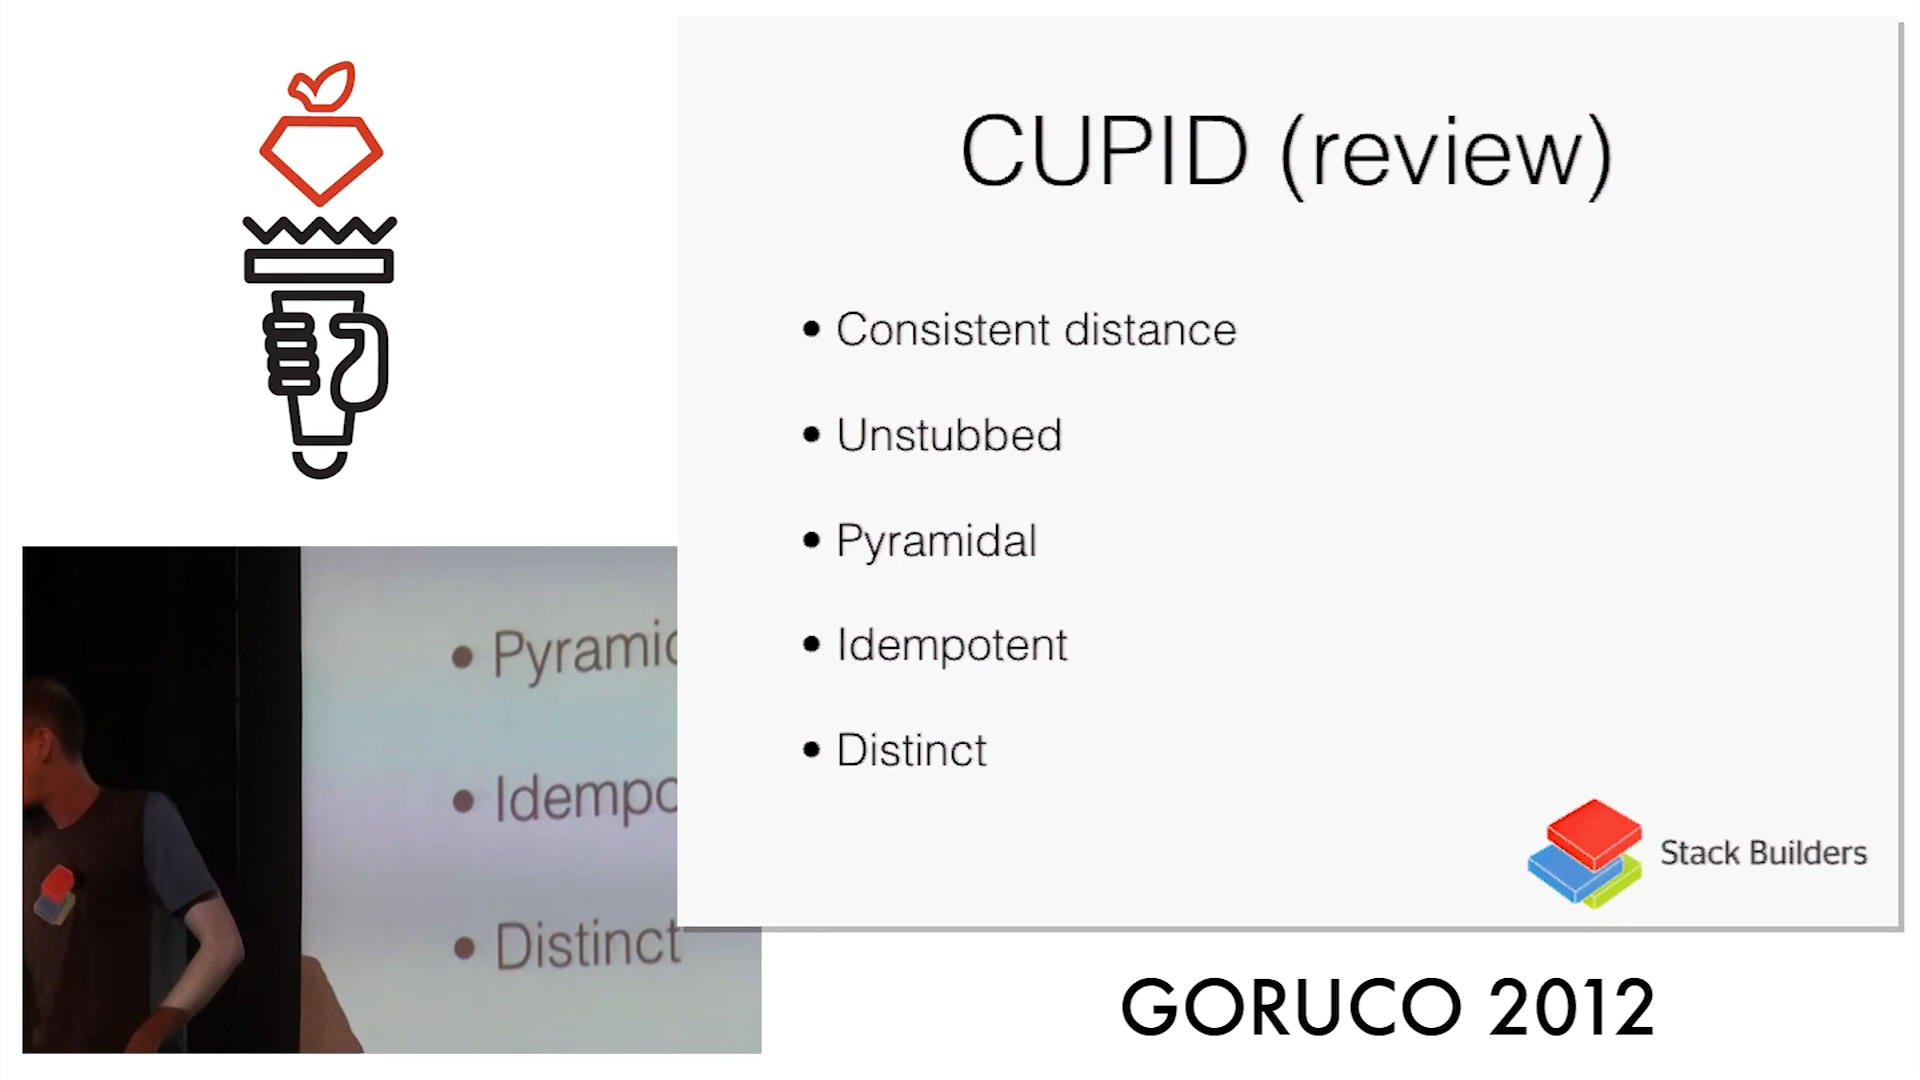 CUPID (review)
• Consistent distance
• Unstubbed
• Pyramidal
• Idempotent
• Distinct
Stack Builders
• Pyramid
• Idempo
• Distinct
GORUCO 2012